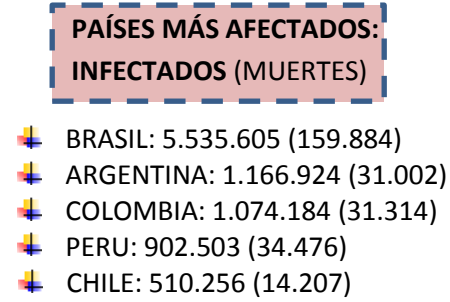 PAÍSES MÁS AFECTADOS:
INFECTADOS (MUERTES)
BRASIL: 5.535.605 (159.884)
ARGENTINA: 1.166.924 (31.002)
COLOMBIA: 1.074.184 (31.314)
PERU: 902.503 (34.476)
CHILE: 510.256 (14.207)